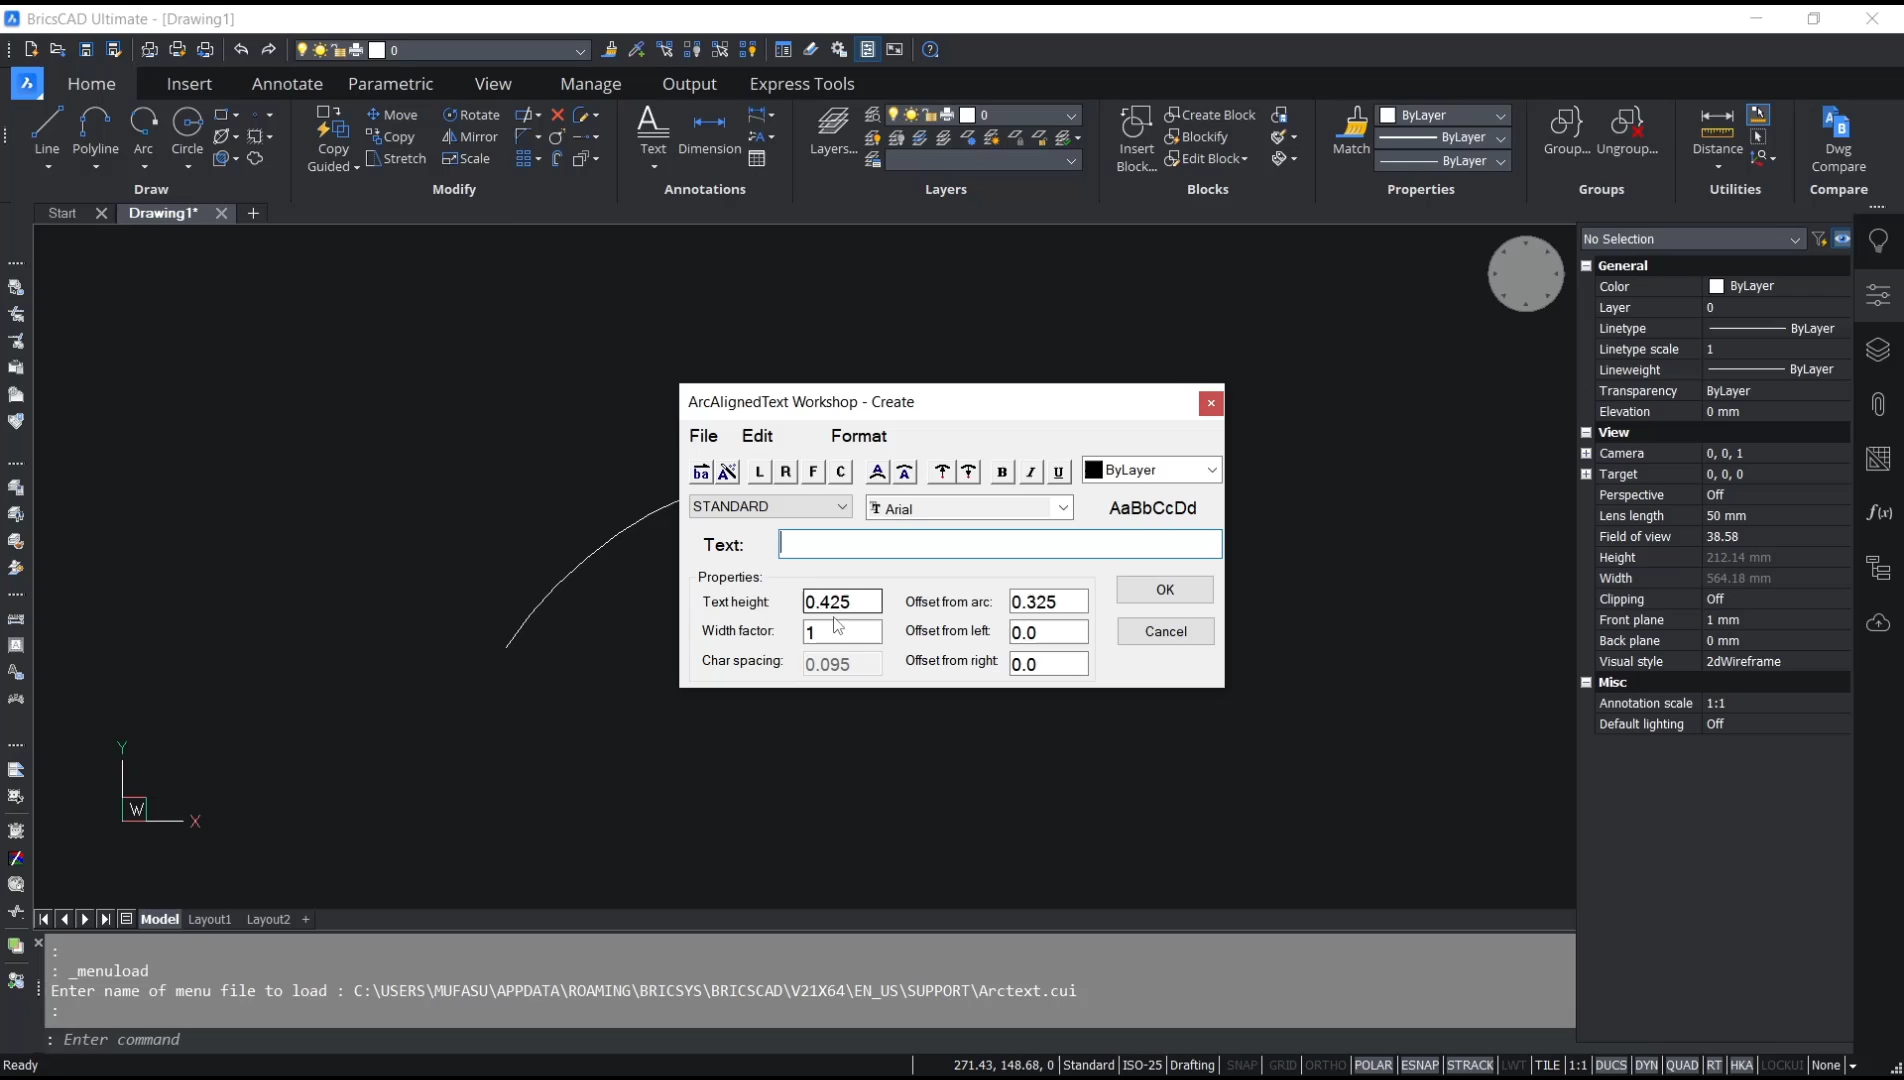 BricsCAD Ultimate - [Drawing1]
0
Home Insert Annotate Parametric View Manage Output Express Tools
Line Polyline Arc Circle
Draw
Copy Guided
Move Rotate
Copy Mirror
Stretch Scale
Modify
Text Dimension
Annotations
Layers...
0
Layers
Insert Block...
Create Block
Blockify
Edit Block
Blocks
Match
ByLayer
ByLayer
ByLayer
Properties
Group... Ungroup...
Groups
Distance
Utilities
Dwg Compare
Compare
Start Drawing1*
ArcAlignedText Workshop - Create
File Edit Format
ba A L R F C A A B I U ByLayer
STANDARD Arial AaBbCcDd
Text:
Properties:
Text height: 0.425 Offset from arc: 0.325 OK
Width factor: 1 Offset from left: 0.0 Cancel
Char spacing: 0.095 Offset from right: 0.0
Y
W X
No Selection
General
Color ByLayer
Layer 0
Linetype ByLayer
Linetype scale 1
Lineweight ByLayer
Transparency ByLayer
Elevation 0 mm
View
Camera 0, 0, 1
Target 0, 0, 0
Perspective Off
Lens length 50 mm
Field of view 38.58
Height 212.14 mm
Width 564.18 mm
Clipping Off
Front plane 1 mm
Back plane 0 mm
Visual style 2dWireframe
Misc
Annotation scale 1:1
Default lighting Off
f(x)
Model Layout1 Layout2 +
:
: _menuload
Enter name of menu file to load : C:\USERS\MUFASU\APPDATA\ROAMING\BRICSYS\BRICSCAD\V21X64\EN_US\SUPPORT\Arctext.cui
:
: Enter command
Ready 271.43, 148.68, 0 Standard ISO-25 Drafting SNAP GRID ORTHO POLAR ESNAP STRACK LWT TILE 1:1 DUCS DYN QUAD RT HKA LOCKUI None